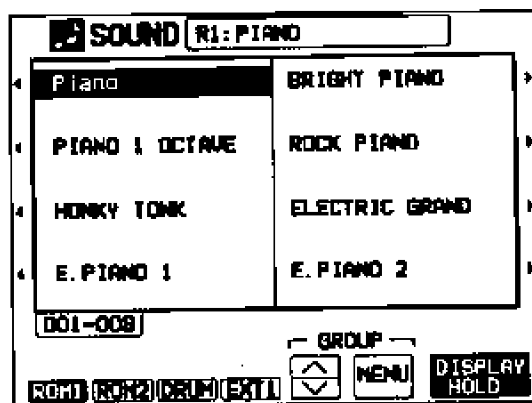 SOUND R1: PIANO
Piano BRIGHT PIANO
PIANO 1 OCTAVE ROCK PIANO
HONKY TONK ELECTRIC GRAND
E. PIANO 1 E. PIANO 2
001-008
GROUP
ROM1 ROM2 DRUM EXT1 MENU DISPLAY HOLD